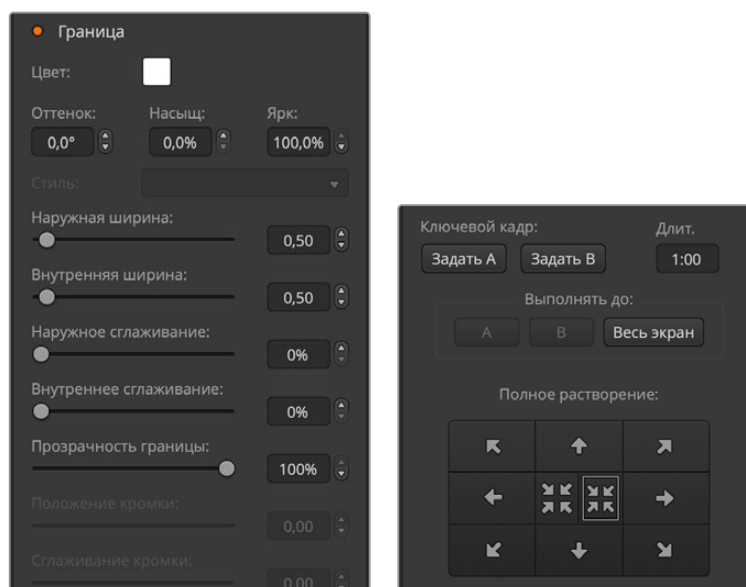 Граница
Цвет:
Оттенок: Насыщ: Ярк:
0,0° 0,0% 100,0%
Стиль:
Наружная ширина:
0,50
Внутренняя ширина:
0,50
Наружное сглаживание:
0%
Внутреннее сглаживание:
0%
Прозрачность границы:
100%
Положение кромки:
0,00
Сглаживание кромки:
0,00
Ключевой кадр: Длит.
Задать A Задать B 1:00
Выполнять до:
A B Весь экран
Полное растворение: